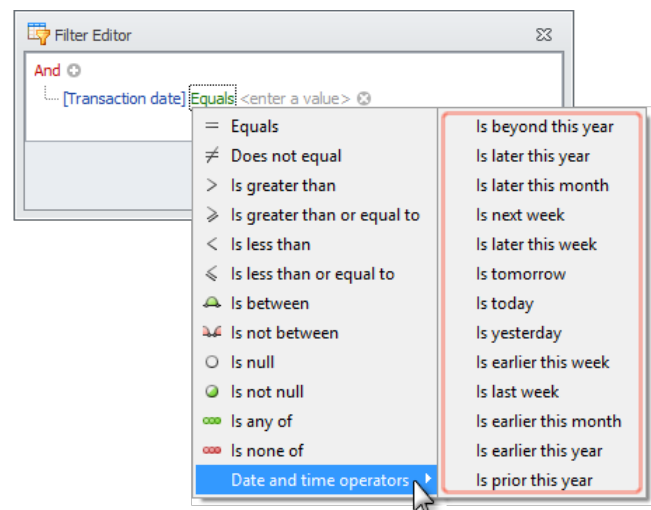 Filter Editor
And
[Transaction date] Equals <enter a value>
= Equals
≠ Does not equal
> Is greater than
⩾ Is greater than or equal to
< Is less than
⩽ Is less than or equal to
Is between
Is not between
Is null
Is not null
Is any of
Is none of
Date and time operators
Is beyond this year
Is later this year
Is later this month
Is next week
Is later this week
Is tomorrow
Is today
Is yesterday
Is earlier this week
Is last week
Is earlier this month
Is earlier this year
Is prior this year